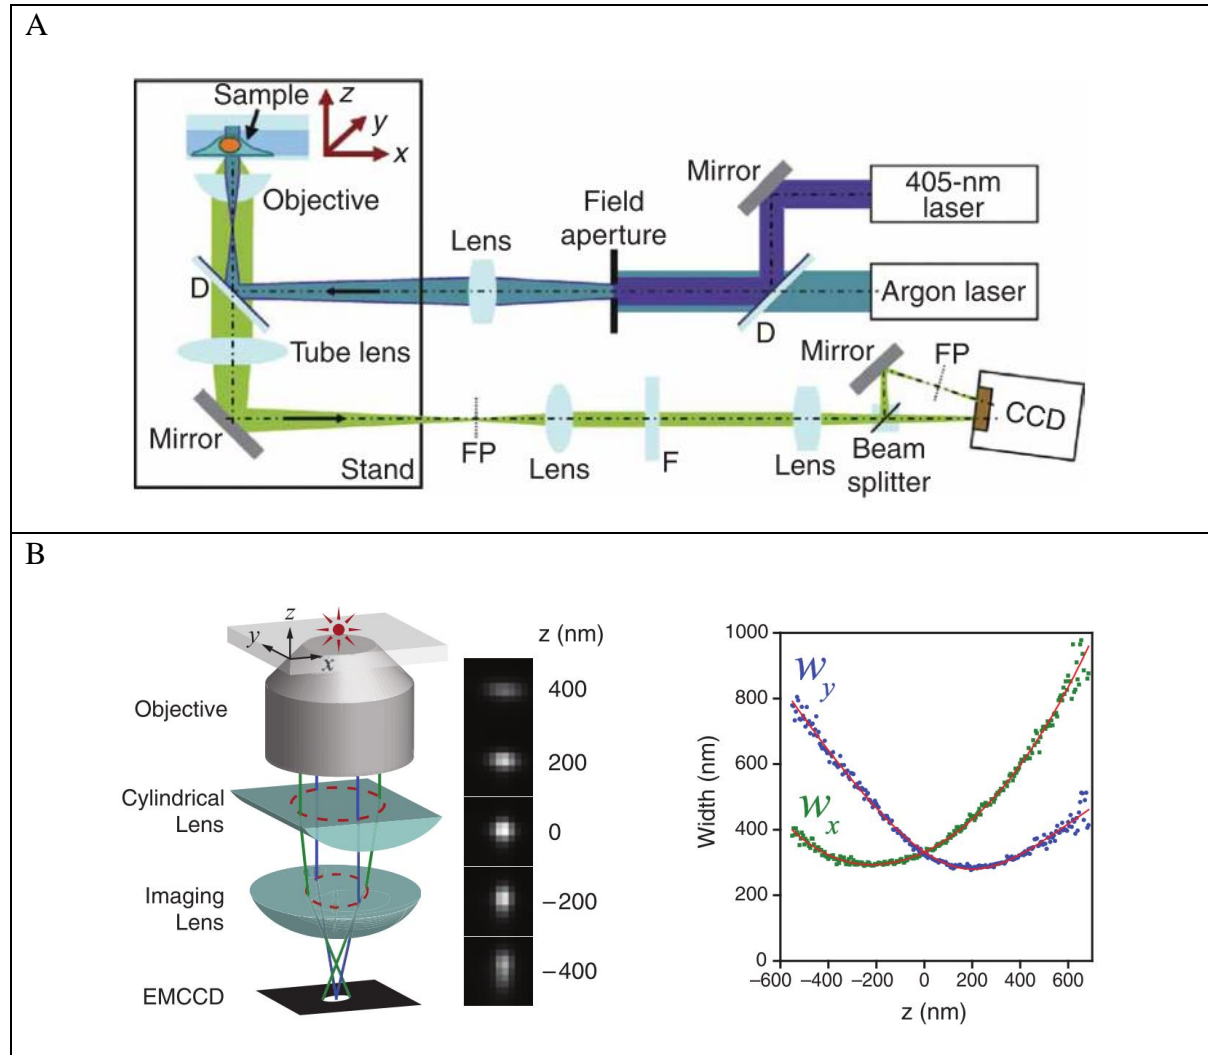 A
Sample
z
y
x
Objective
Mirror
405-nm
laser
Field
aperture
Lens
D
Argon laser
D
Tube lens
Mirror
FP
Mirror
CCD
Stand
FP
Lens
F
Lens
Beam
splitter
B
z
y
x
Objective
Cylindrical
Lens
Imaging
Lens
EMCCD
z (nm)
400
200
0
−200
−400
1000
800
600
400
200
0
Width (nm)
wy
wx
−600 −400 −200 0 200 400 600
z (nm)